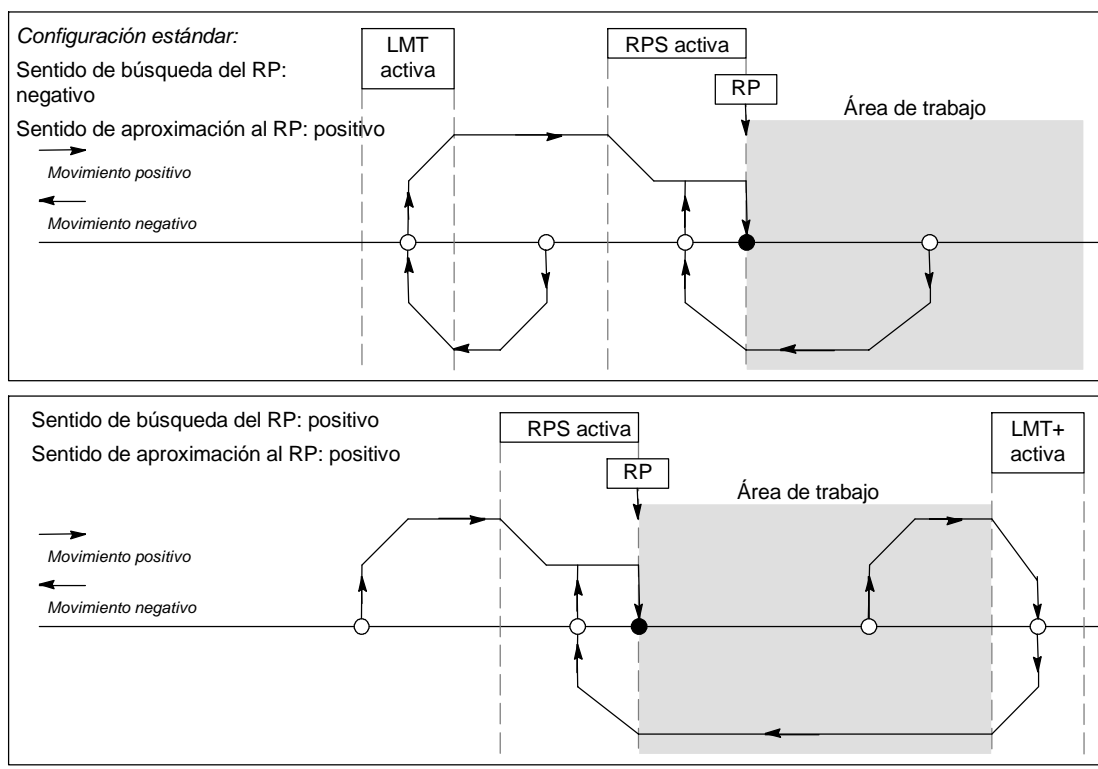 Configuración estándar:
Sentido de búsqueda del RP:
negativo
Sentido de aproximación al RP: positivo
Movimiento positivo
Movimiento negativo
LMT
activa
RPS activa
RP
Área de trabajo
Sentido de búsqueda del RP: positivo
Sentido de aproximación al RP: positivo
Movimiento positivo
Movimiento negativo
RPS activa
RP
Área de trabajo
LMT+
activa